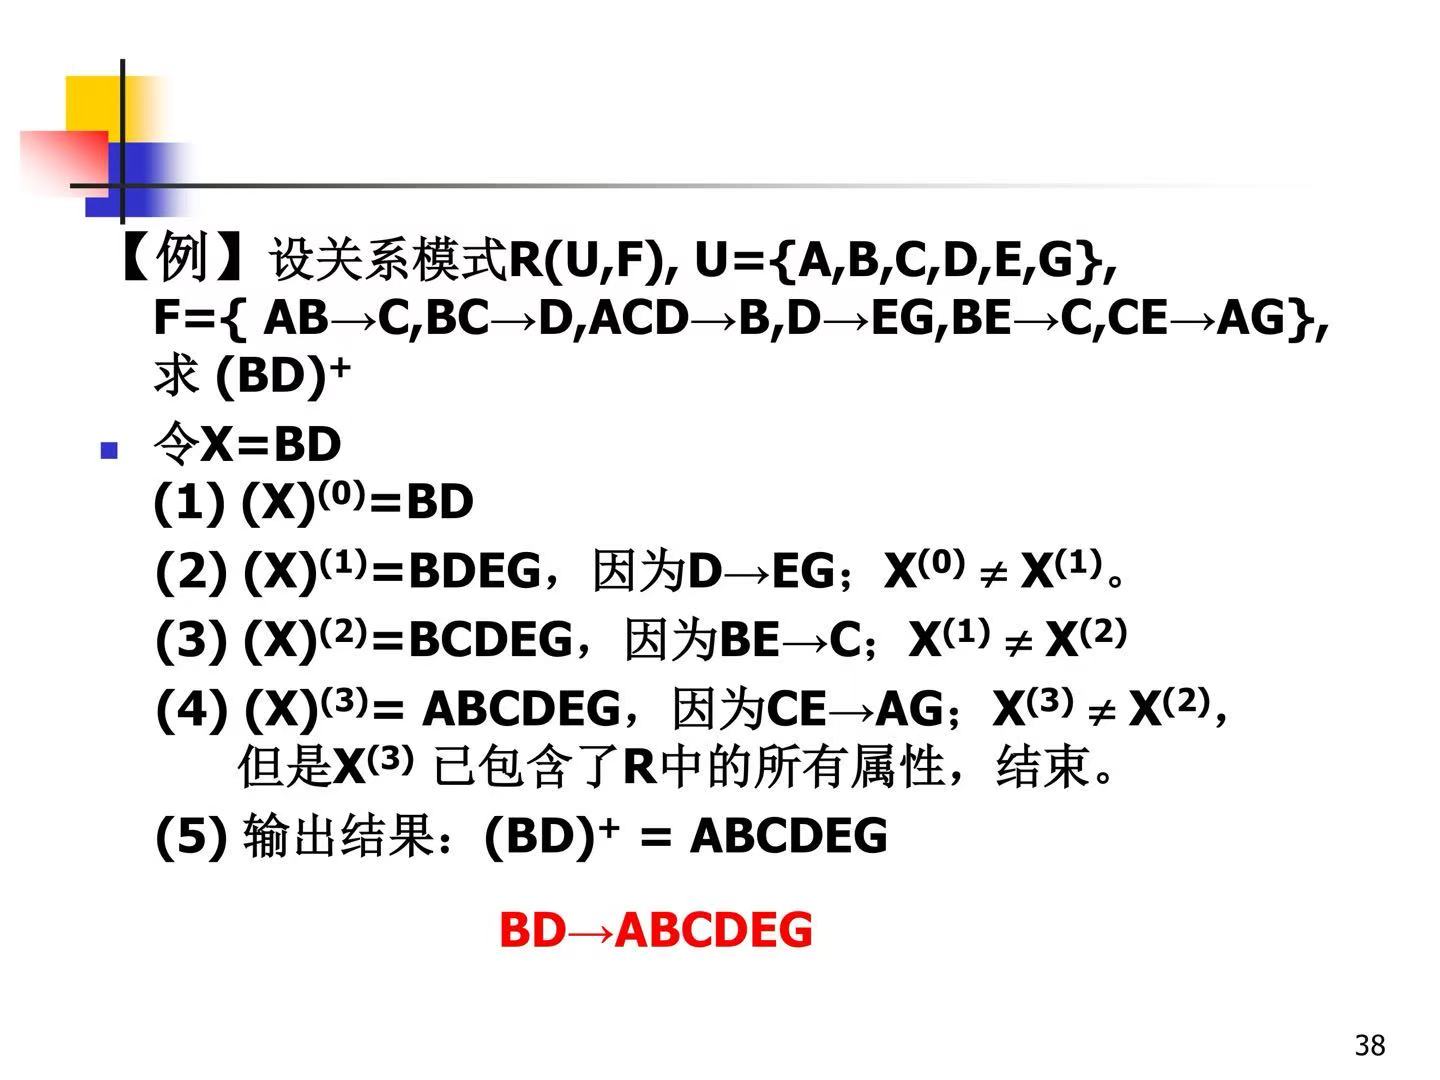 【例】设关系模式R(U,F), U={A,B,C,D,E,G},
F={ AB→C,BC→D,ACD→B,D→EG,BE→C,CE→AG},
求 (BD)⁺
令X=BD
(1) (X)⁽⁰⁾=BD
(2) (X)⁽¹⁾=BDEG，因为D→EG；X⁽⁰⁾ ≠ X⁽¹⁾。
(3) (X)⁽²⁾=BCDEG，因为BE→C；X⁽¹⁾ ≠ X⁽²⁾
(4) (X)⁽³⁾= ABCDEG，因为CE→AG；X⁽³⁾ ≠ X⁽²⁾，
但是X⁽³⁾ 已包含了R中的所有属性，结束。
(5) 输出结果：(BD)⁺ = ABCDEG
BD→ABCDEG
38